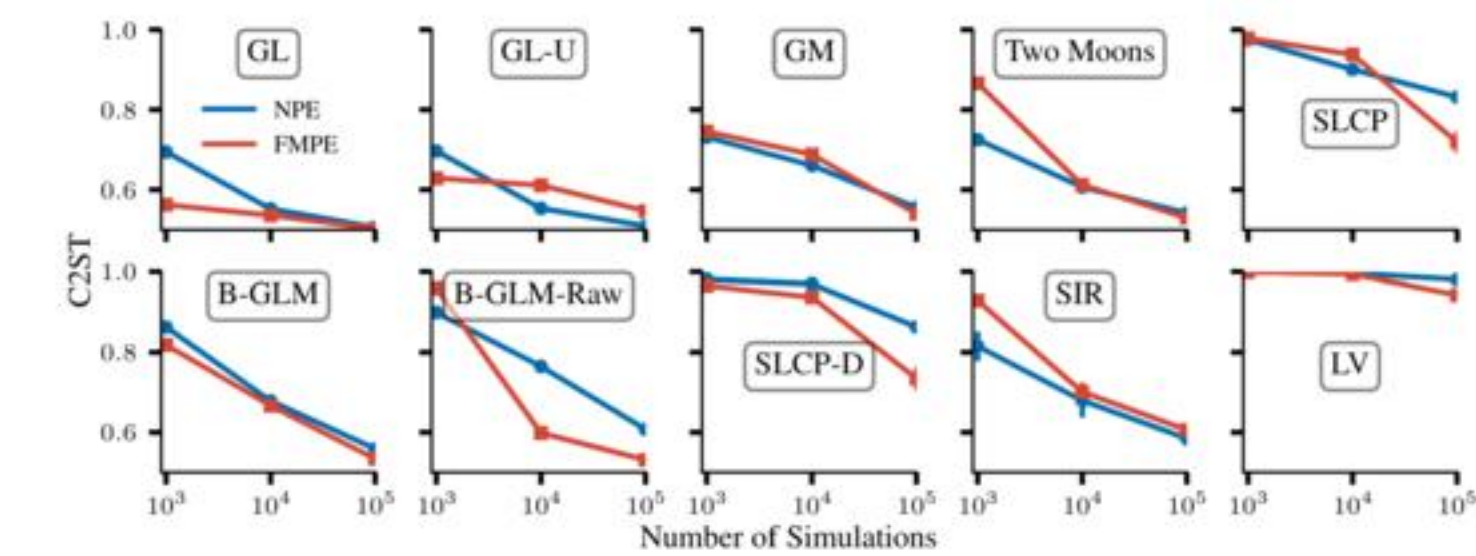 1.0
0.8
0.6
GL
NPE
FMPE
GL-U
GM
Two Moons
SLCP
C2ST
1.0
0.8
0.6
B-GLM
B-GLM-Raw
SLCP-D
SIR
LV
10³ 10⁴ 10⁵ 10³ 10⁴ 10⁵ 10³ 10⁴ 10⁵ 10³ 10⁴ 10⁵ 10³ 10⁴ 10⁵
Number of Simulations